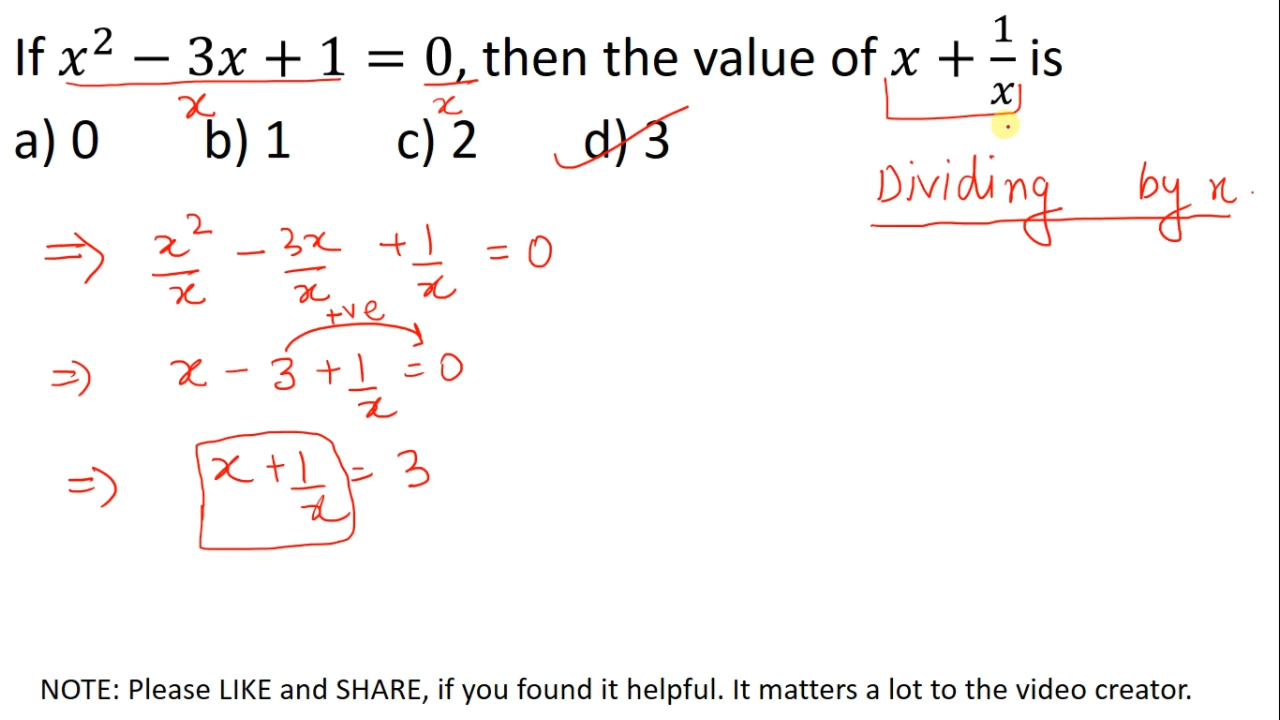 If x² − 3x + 1 = 0, then the value of x + 1/x is
x x
a) 0 b) 1 c) 2 d) 3
Dividing by x.
⇒ x²/x − 3x/x + 1/x = 0
+ve
⇒ x − 3 + 1/x = 0
⇒ x + 1/x = 3
NOTE: Please LIKE and SHARE, if you found it helpful. It matters a lot to the video creator.